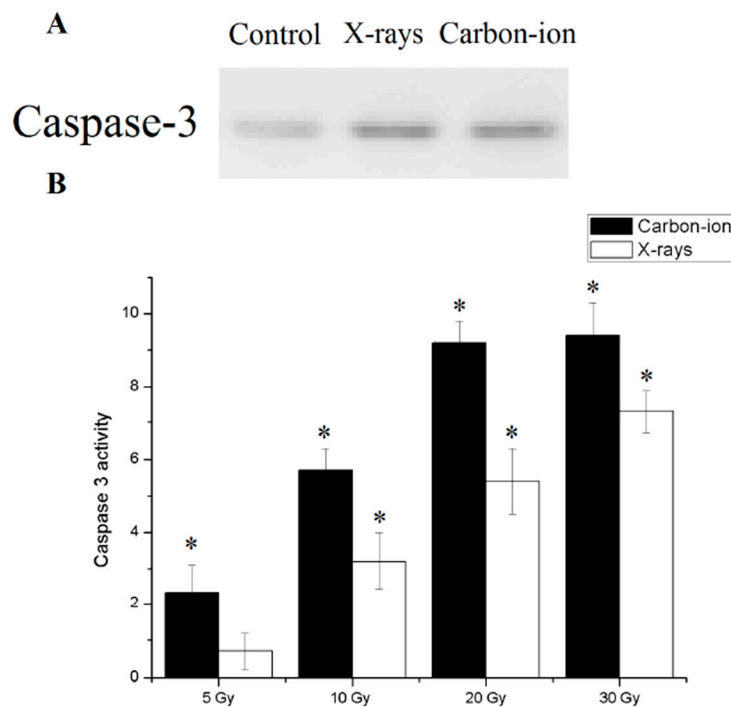 A
Control X-rays Carbon-ion
Caspase-3
B
Carbon-ion
X-rays
10
8
6
4
2
0
Caspase 3 activity
* * * * * * *
5 Gy 10 Gy 20 Gy 30 Gy